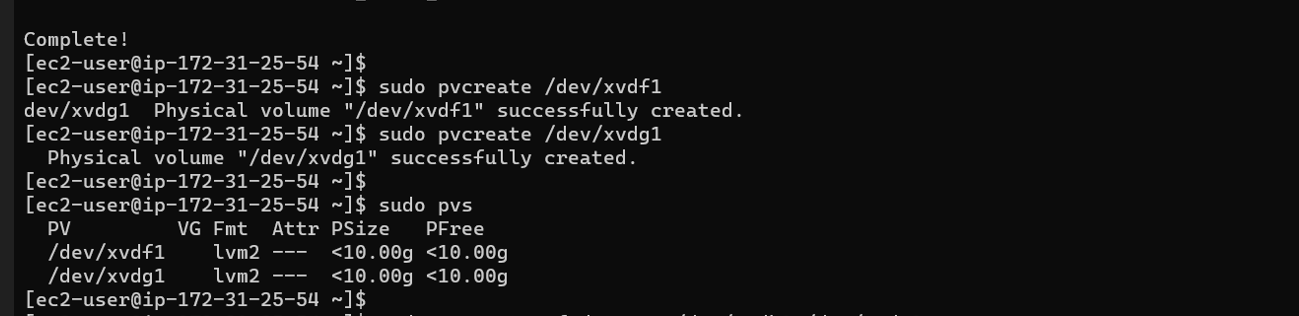 Complete!
[ec2-user@ip-172-31-25-54 ~]$
[ec2-user@ip-172-31-25-54 ~]$ sudo pvcreate /dev/xvdf1
dev/xvdg1  Physical volume "/dev/xvdf1" successfully created.
[ec2-user@ip-172-31-25-54 ~]$ sudo pvcreate /dev/xvdg1
  Physical volume "/dev/xvdg1" successfully created.
[ec2-user@ip-172-31-25-54 ~]$
[ec2-user@ip-172-31-25-54 ~]$ sudo pvs
  PV         VG Fmt  Attr PSize   PFree
  /dev/xvdf1    lvm2 ---  <10.00g <10.00g
  /dev/xvdg1    lvm2 ---  <10.00g <10.00g
[ec2-user@ip-172-31-25-54 ~]$